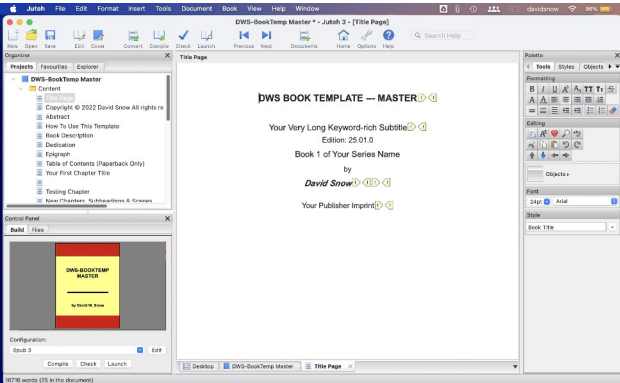 Jutoh File Edit Format Insert Tools Document Book View Help Window davidsnow 98%
DWS-BookTemp Master * - Jutoh 3 - [Title Page]
New Open Save Edit Cover Convert Compile Check Launch Previous Next Documents Home Options Help Search Help
Organizer
Projects Favourites Explorer
DWS-BookTemp Master
Content
Title Page
Copyright © 2022 David Snow All rights re
Abstract
How To Use This Template
Book Description
Dedication
Epigraph
Table of Contents (Paperback Only)
Your First Chapter Title
Testing Chapter
New Chapters, Subheadings & Scenes
Control Panel
Build Files
DWS-BOOKTEMP
MASTER
by David W. Snow
Configuration:
Epub 3 Edit
Compile Check Launch
16716 words (25 in the document)
Title Page
DWS BOOK TEMPLATE --- MASTER
Your Very Long Keyword-rich Subtitle
Edition: 25.01.0
Book 1 of Your Series Name
by
David Snow
Your Publisher Imprint
Desktop DWS-BookTemp Master Title Page
Palette
Tools Styles Objects
Formatting
Editing
Objects
Font
24pt Arial
Style
Book Title